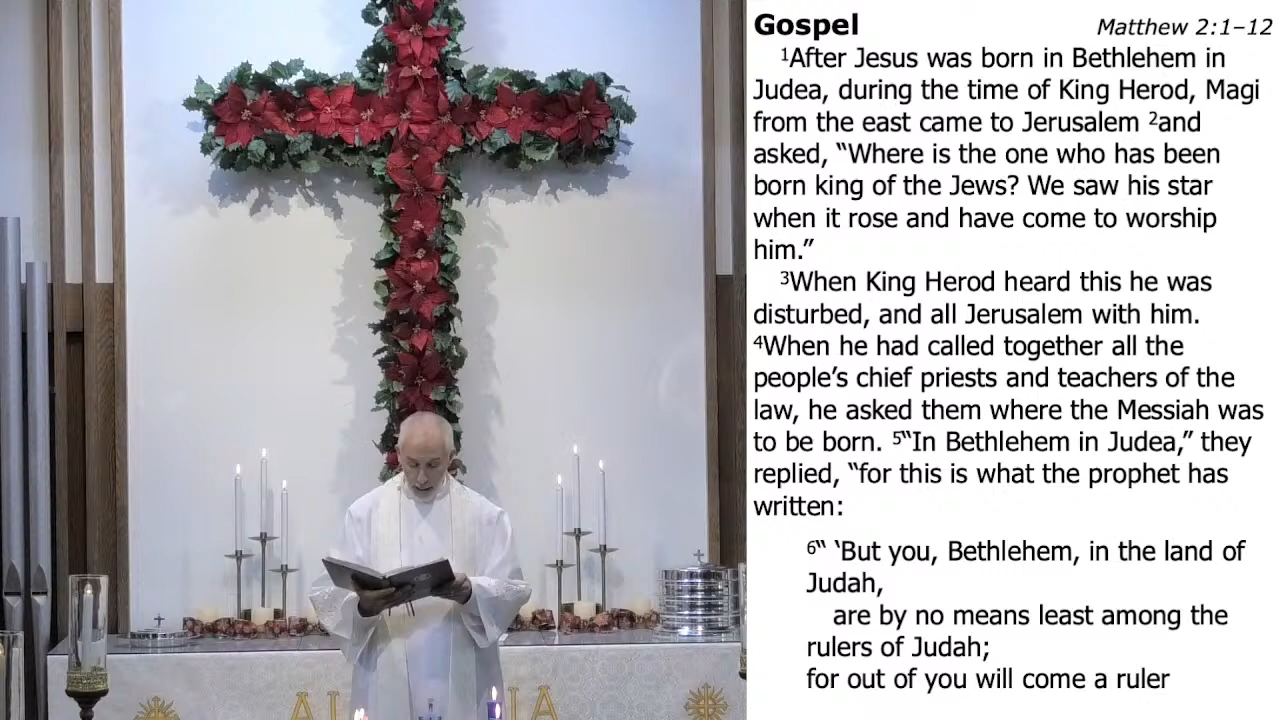 Gospel Matthew 2:1–12
¹After Jesus was born in Bethlehem in
Judea, during the time of King Herod, Magi
from the east came to Jerusalem ²and
asked, “Where is the one who has been
born king of the Jews? We saw his star
when it rose and have come to worship
him.”
³When King Herod heard this he was
disturbed, and all Jerusalem with him.
⁴When he had called together all the
people’s chief priests and teachers of the
law, he asked them where the Messiah was
to be born. ⁵“In Bethlehem in Judea,” they
replied, “for this is what the prophet has
written:
⁶“ ‘But you, Bethlehem, in the land of
Judah,
are by no means least among the
rulers of Judah;
for out of you will come a ruler